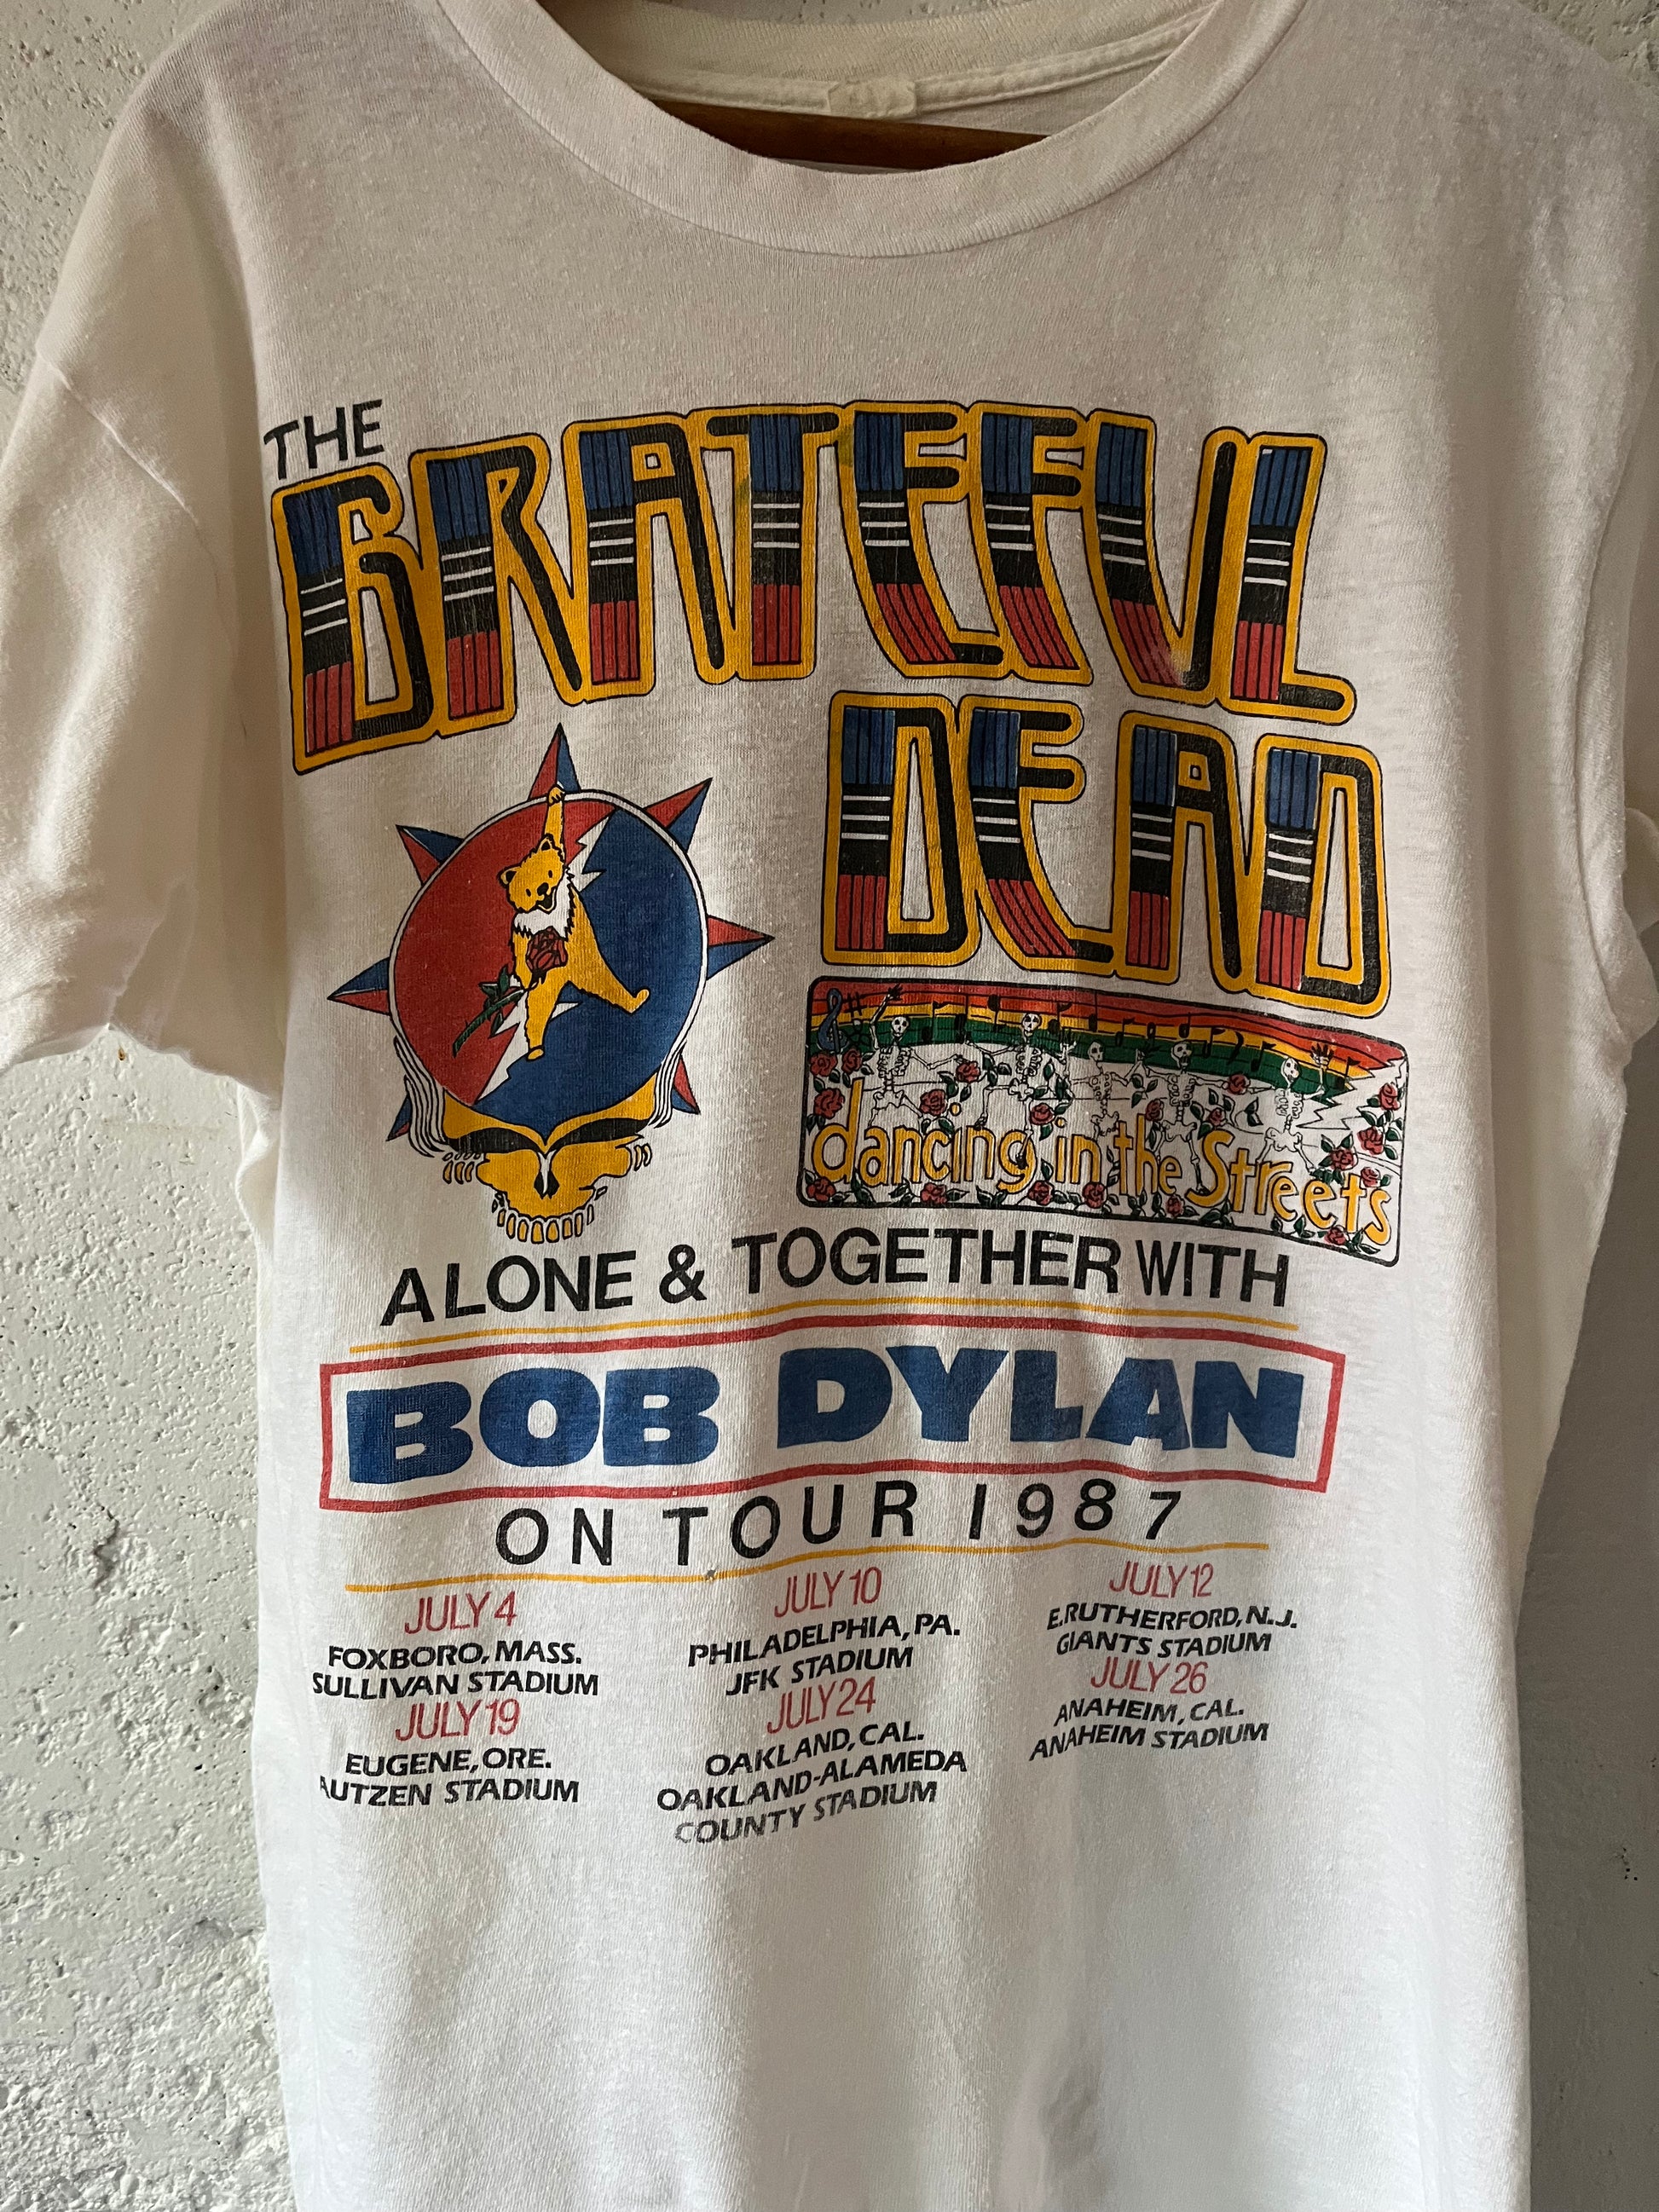 THE
GRATEFUL
DEAD
dancing in the Streets
ALONE & TOGETHER WITH
BOB DYLAN
ON TOUR 1987
JULY 4
FOXBORO, MASS.
SULLIVAN STADIUM
JULY 19
EUGENE, ORE.
AUTZEN STADIUM
JULY 10
PHILADELPHIA, PA.
JFK STADIUM
JULY 24
OAKLAND, CAL.
OAKLAND-ALAMEDA
COUNTY STADIUM
JULY 12
E. RUTHERFORD, N.J.
GIANTS STADIUM
JULY 26
ANAHEIM, CAL.
ANAHEIM STADIUM